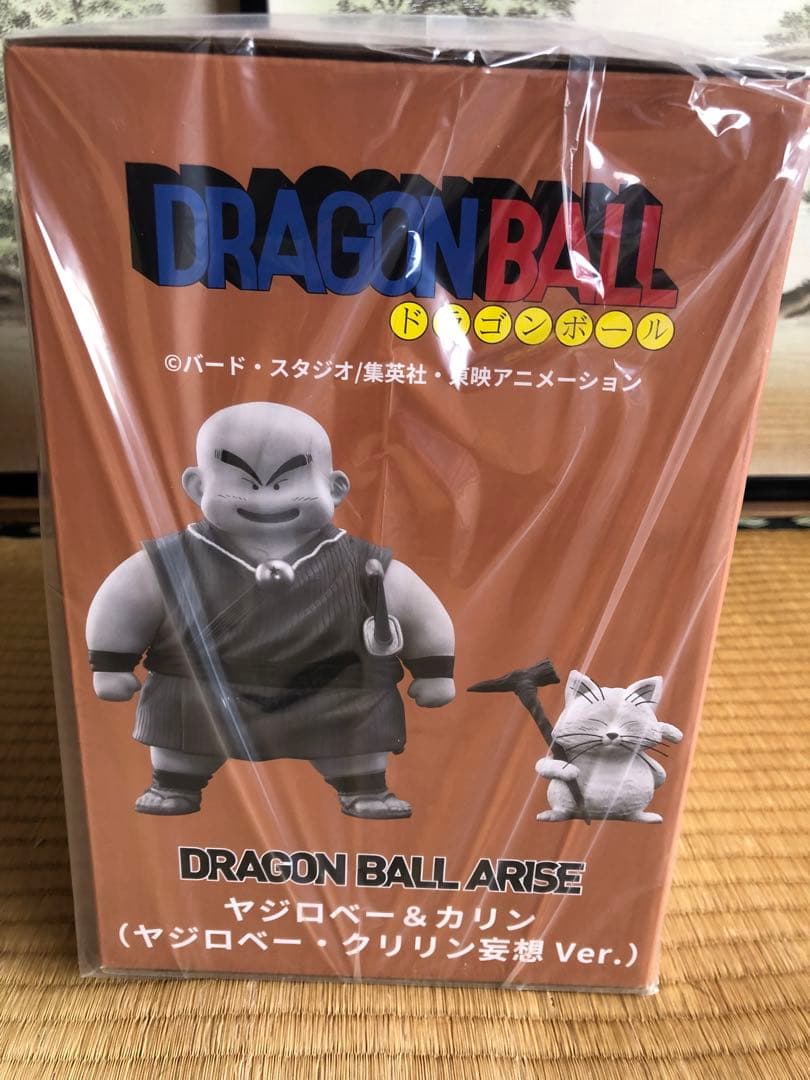 DRAGON BALL
ドラゴンボール
©バード・スタジオ/集英社・東映アニメーション
DRAGON BALL ARISE
ヤジロベー＆カリン
（ヤジロベー・クリリン妄想 Ver.）